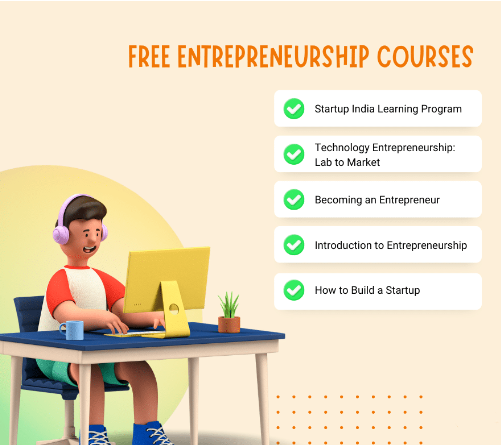 FREE ENTREPRENEURSHIP COURSES
Startup India Learning Program
Technology Entrepreneurship:
Lab to Market
Becoming an Entrepreneur
Introduction to Entrepreneurship
How to Build a Startup